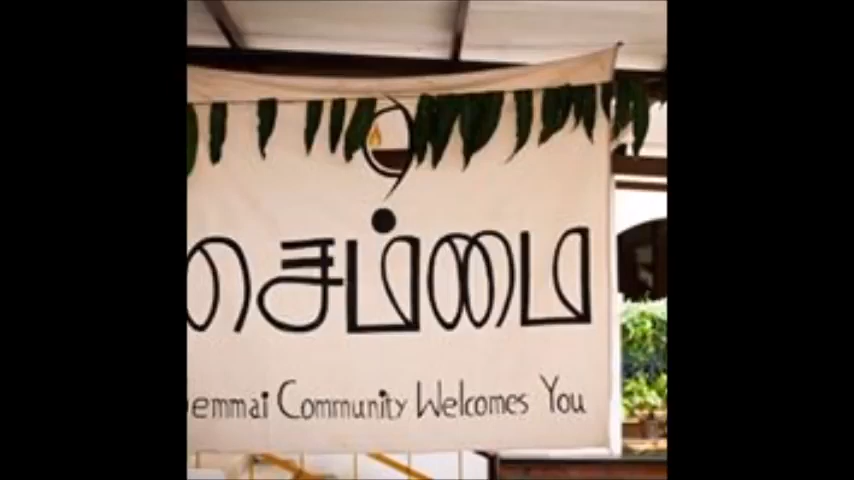 செம்மை
emmai Community Welcomes You